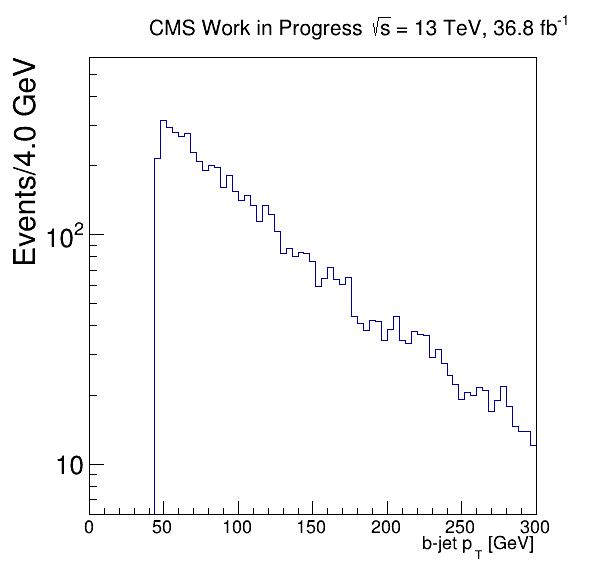 CMS Work in Progress √s = 13 TeV, 36.8 fb⁻¹
Events/4.0 GeV
10²
10
0 50 100 150 200 250 300
b-jet p_T [GeV]